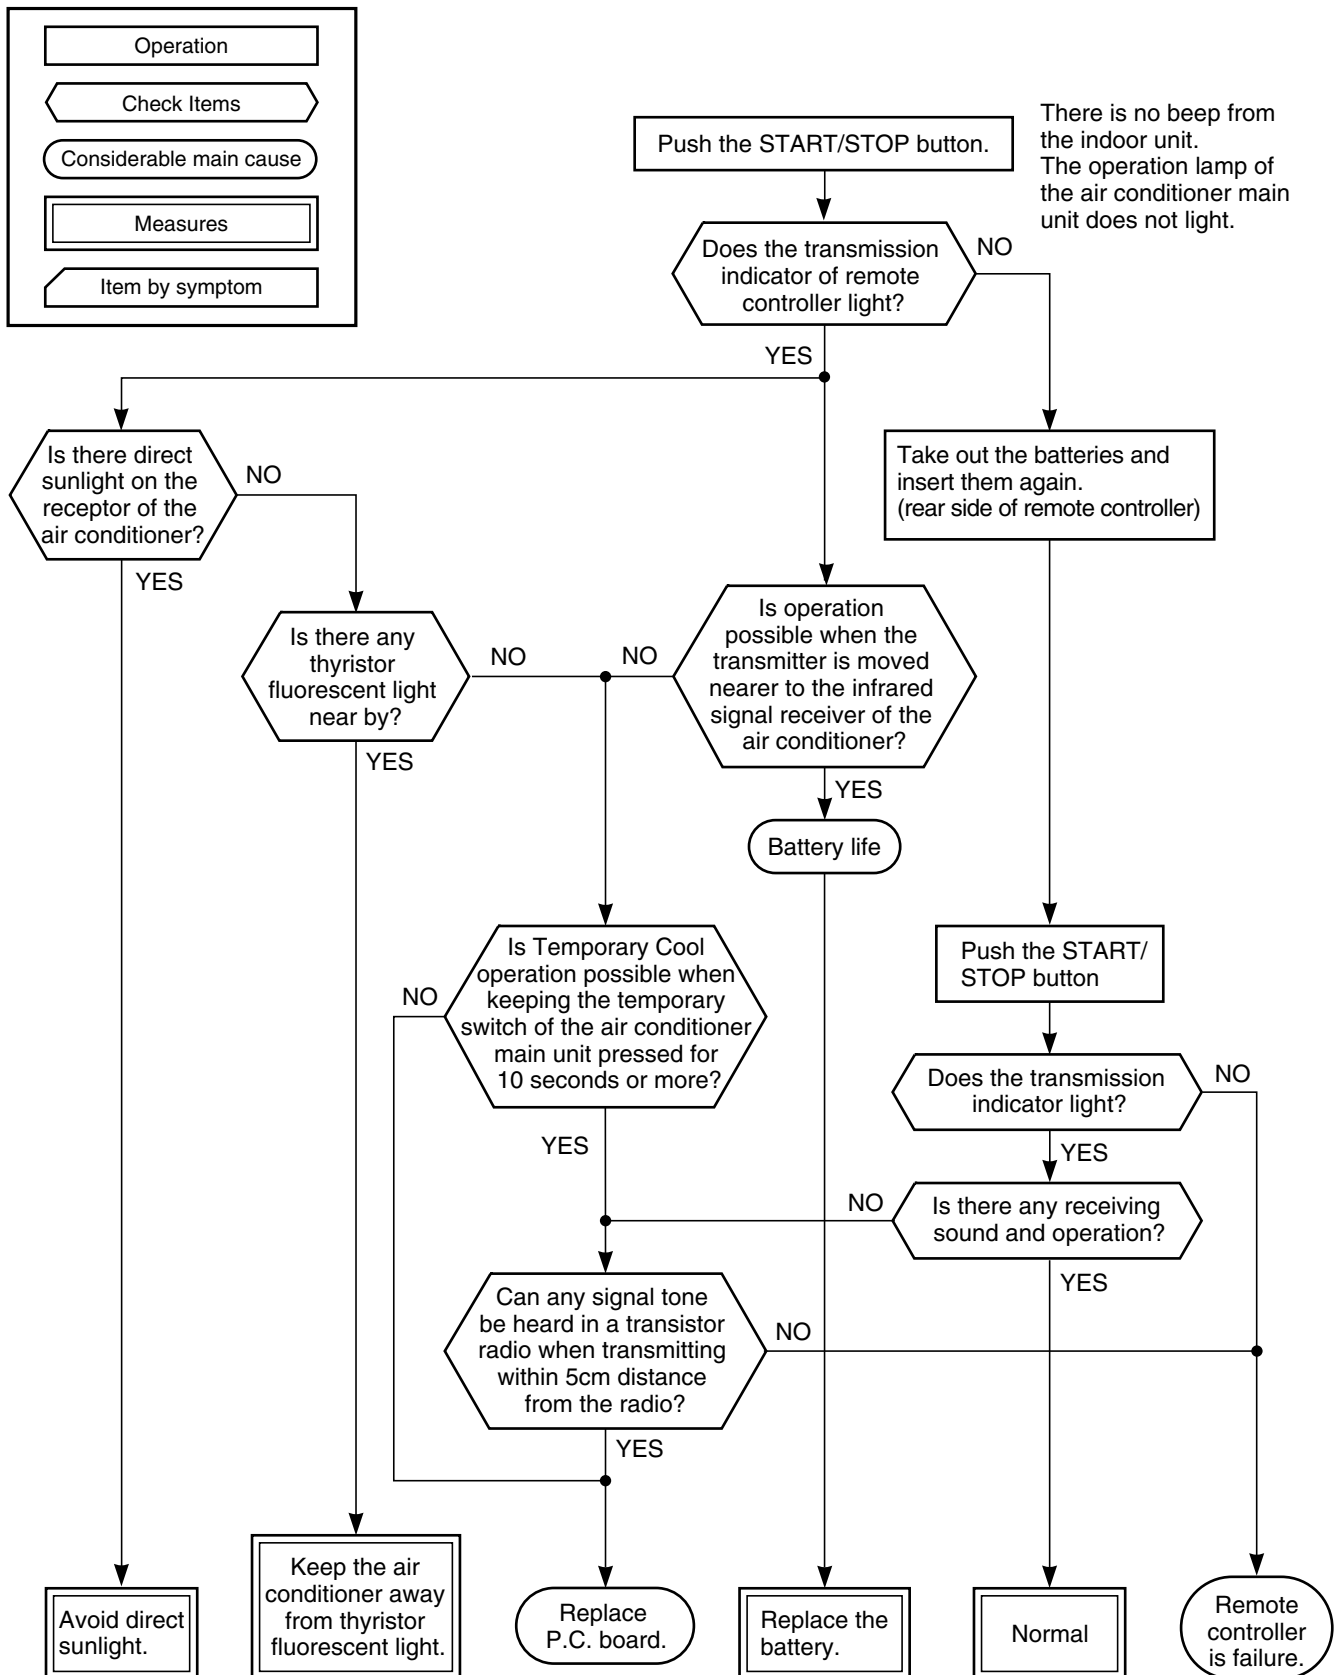 Operation
Check Items
Considerable main cause
Measures
Item by symptom
Push the START/STOP button.
There is no beep from
the indoor unit.
The operation lamp of
the air conditioner main
unit does not light.
Does the transmission
indicator of remote
controller light?
NO
YES
Is there direct
sunlight on the
receptor of the
air conditioner?
NO
YES
Take out the batteries and
insert them again.
(rear side of remote controller)
Is there any
thyristor
fluorescent light
near by?
NO
YES
Is operation
possible when the
transmitter is moved
nearer to the infrared
signal receiver of the
air conditioner?
NO
YES
Battery life
Is Temporary Cool
operation possible when
keeping the temporary
switch of the air conditioner
main unit pressed for
10 seconds or more?
NO
YES
Push the START/
STOP button
Does the transmission
indicator light?
NO
YES
Is there any receiving
sound and operation?
NO
YES
Can any signal tone
be heard in a transistor
radio when transmitting
within 5cm distance
from the radio?
NO
YES
Avoid direct
sunlight.
Keep the air
conditioner away
from thyristor
fluorescent light.
Replace
P.C. board.
Replace the
battery.
Normal
Remote
controller
is failure.